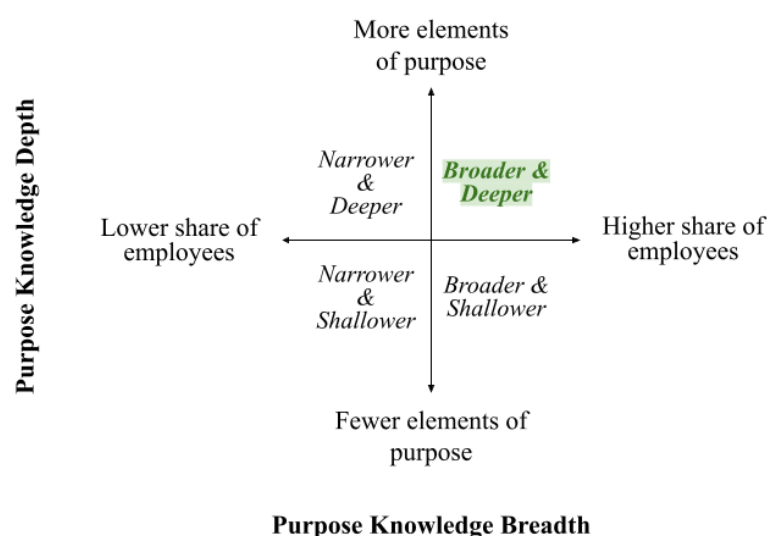 More elements
of purpose
Purpose Knowledge Depth
Narrower
&
Deeper
Broader &
Deeper
Lower share of
employees
Higher share of
employees
Narrower
&
Shallower
Broader &
Shallower
Fewer elements of
purpose
Purpose Knowledge Breadth